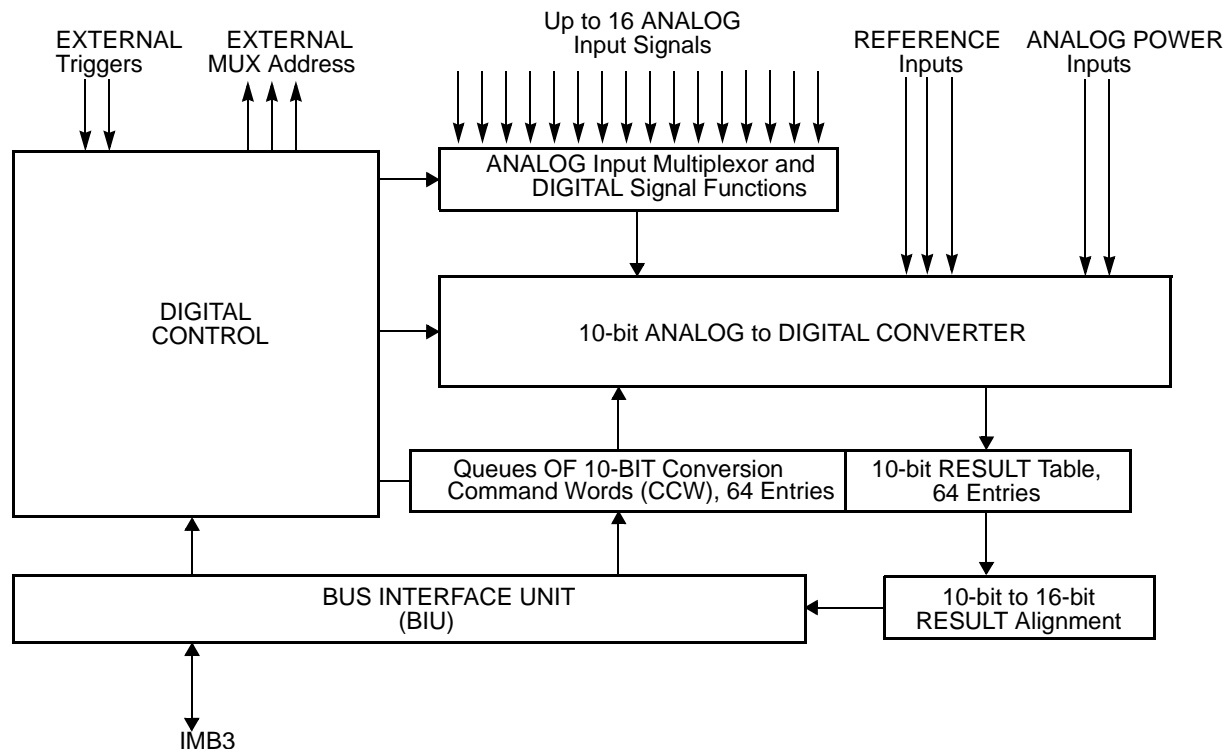 EXTERNAL
Triggers
EXTERNAL
MUX Address
Up to 16 ANALOG
Input Signals
REFERENCE
Inputs
ANALOG POWER
Inputs
ANALOG Input Multiplexor and
DIGITAL Signal Functions
DIGITAL
CONTROL
10-bit ANALOG to DIGITAL CONVERTER
Queues OF 10-BIT Conversion
Command Words (CCW), 64 Entries
10-bit RESULT Table,
64 Entries
BUS INTERFACE UNIT
(BIU)
10-bit to 16-bit
RESULT Alignment
IMB3